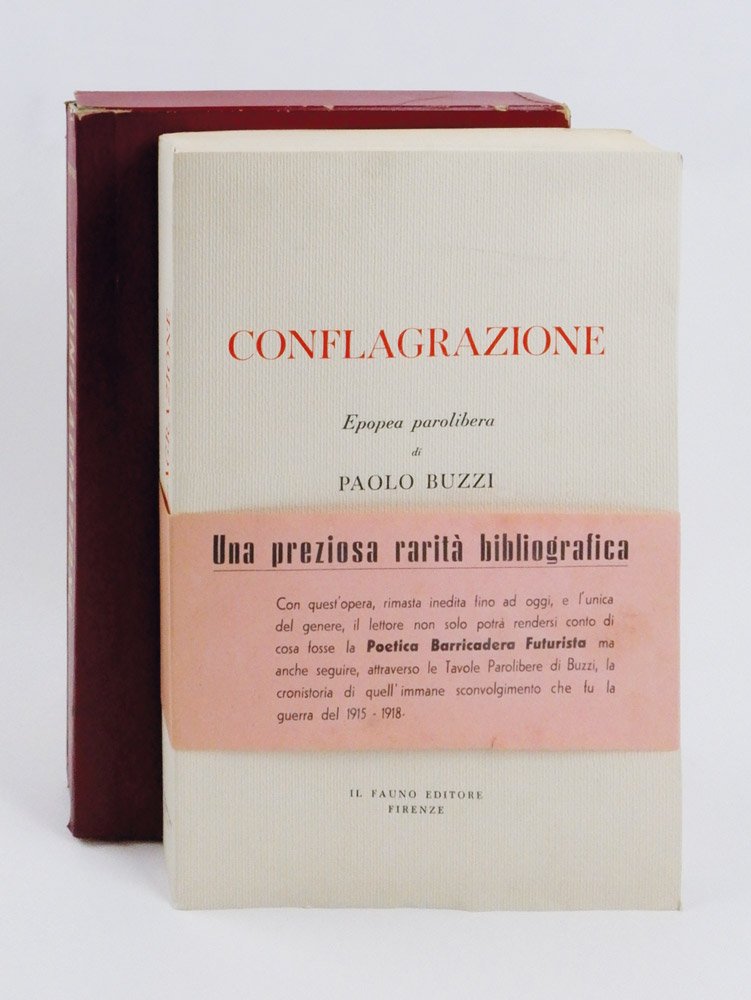 CONFLAGRAZIONE
Epopea parolibera
di
PAOLO BUZZI
Una preziosa rarità bibliografica
Con quest'opera, rimasta inedita fino ad oggi, e l'unica
del genere, il lettore non solo potrà rendersi conto di
cosa fosse la Poetica Barricadera Futurista ma
anche seguire, attraverso le Tavole Parolibere di Buzzi, la
cronistoria di quell'immane sconvolgimento che fu la
guerra del 1915 - 1918.
IL FAUNO EDITORE
FIRENZE